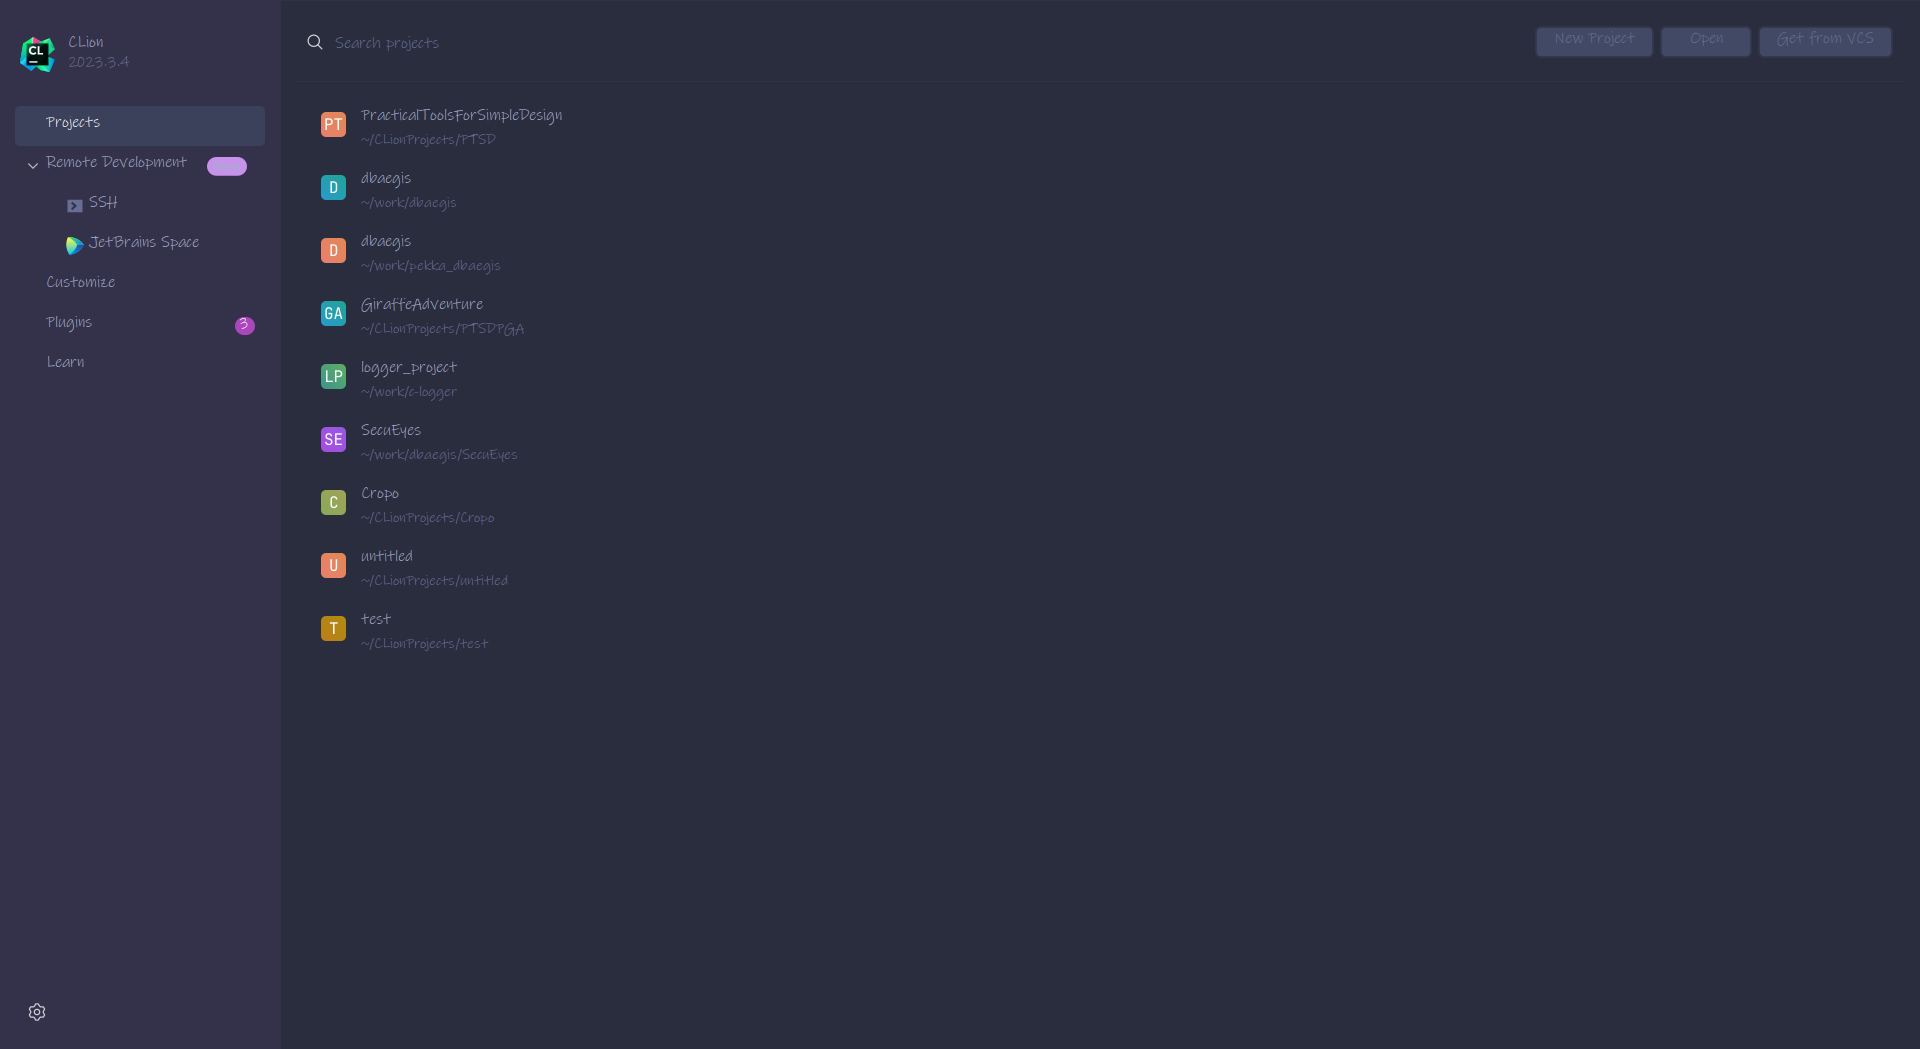 CL
CLion
2023.3.4
Projects
Remote Development
SSH
JetBrains Space
Customize
Plugins
3
Learn
Search projects
New Project
Open
Get from VCS
PT
PracticalToolsForSimpleDesign
~/CLionProjects/PTSD
D
dbaegis
~/work/dbaegis
D
dbaegis
~/work/pekka_dbaegis
GA
GiraffeAdventure
~/CLionProjects/PTSDPGA
LP
logger_project
~/work/c-logger
SE
SecuEyes
~/work/dbaegis/SecuEyes
C
Cropo
~/CLionProjects/Cropo
U
untitled
~/CLionProjects/untitled
T
test
~/CLionProjects/test